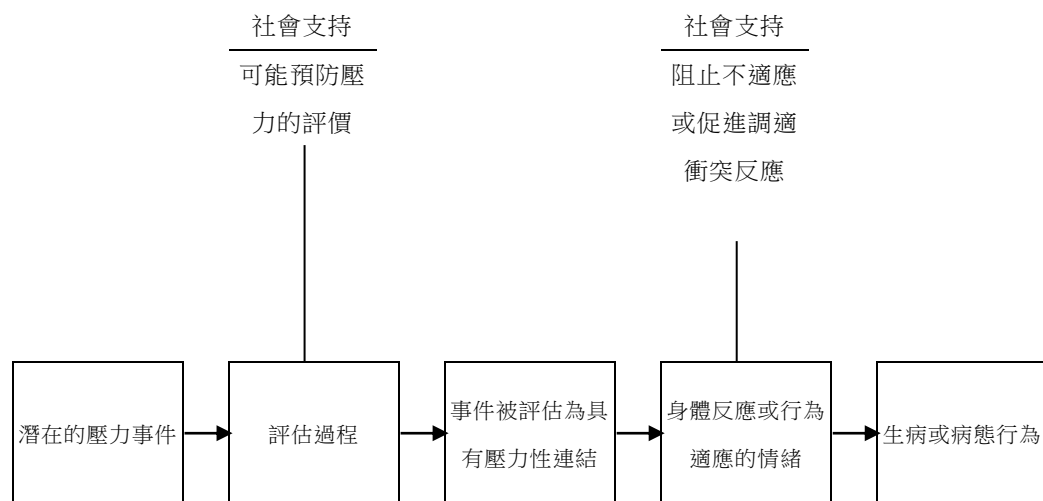 社會支持
可能預防壓
力的評價
社會支持
阻止不適應
或促進調適
衝突反應
潛在的壓力事件
評估過程
事件被評估為具
有壓力性連結
身體反應或行為
適應的情緒
生病或病態行為